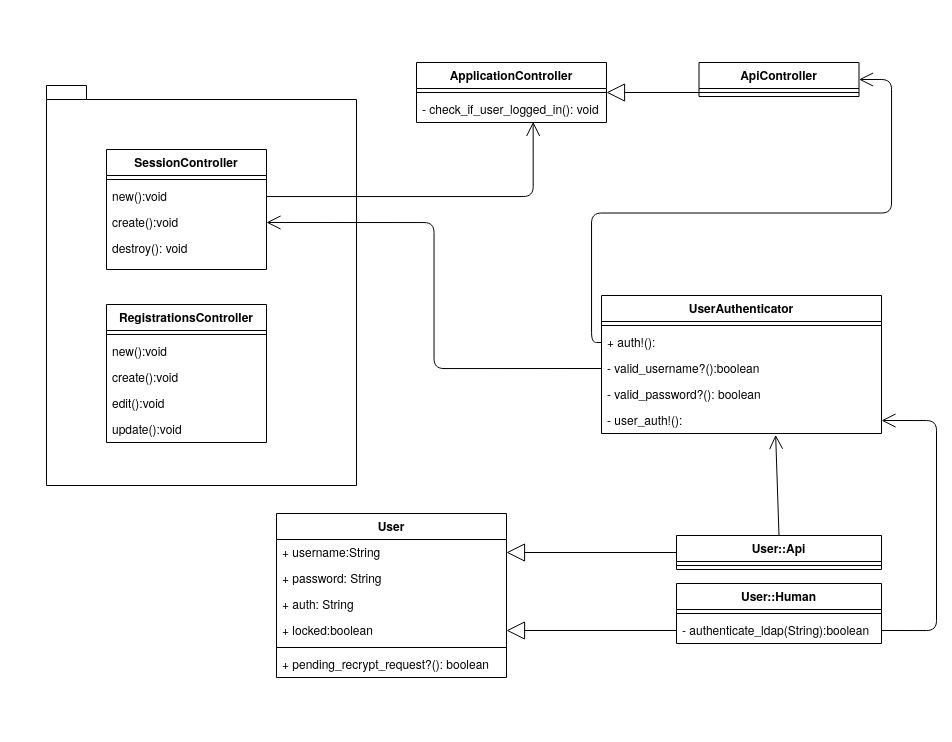 ApplicationController
- check_if_user_logged_in(): void
ApiController
SessionController
new():void
create():void
destroy(): void
RegistrationsController
new():void
create():void
edit():void
update():void
UserAuthenticator
+ auth!():
- valid_username?():boolean
- valid_password?(): boolean
- user_auth!():
User
+ username:String
+ password: String
+ auth: String
+ locked:boolean
+ pending_recrypt_request?(): boolean
User::Api
User::Human
- authenticate_ldap(String):boolean